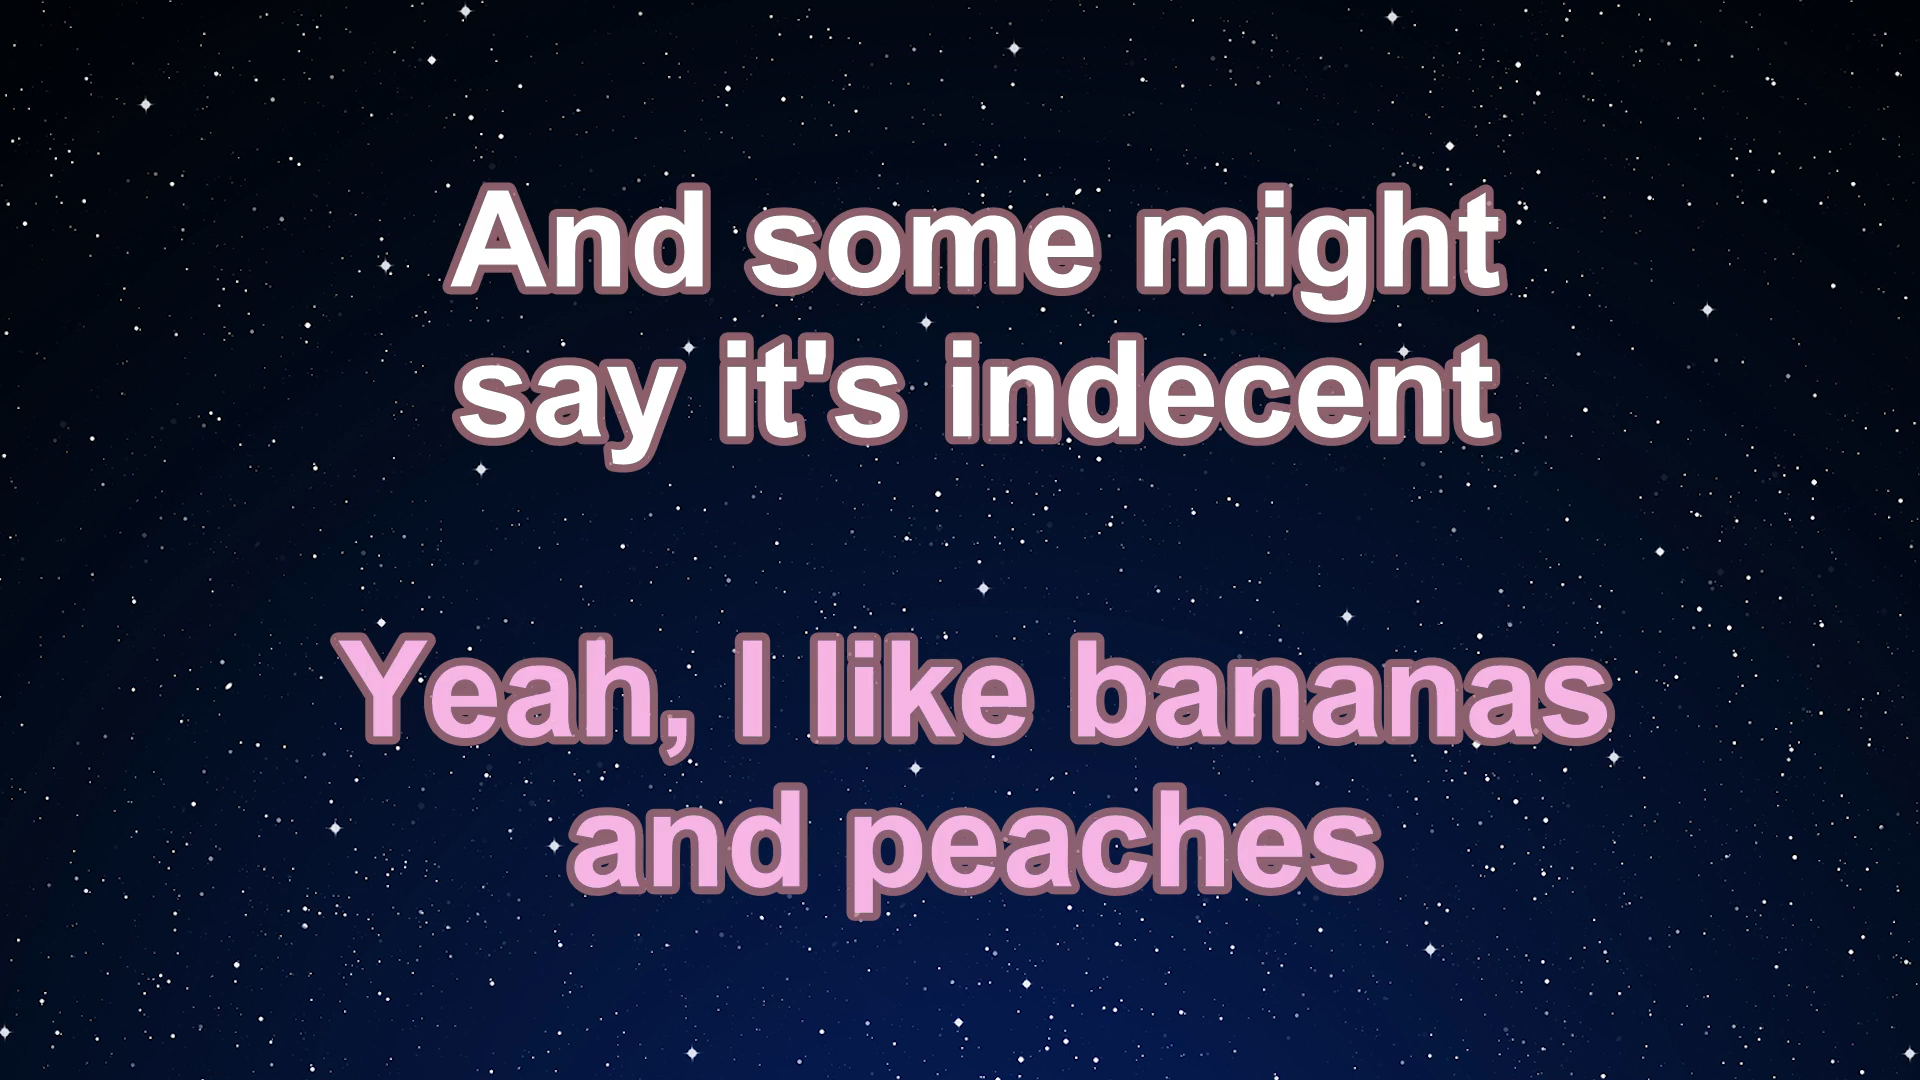 And some might
say it's indecent
Yeah, I like bananas
and peaches